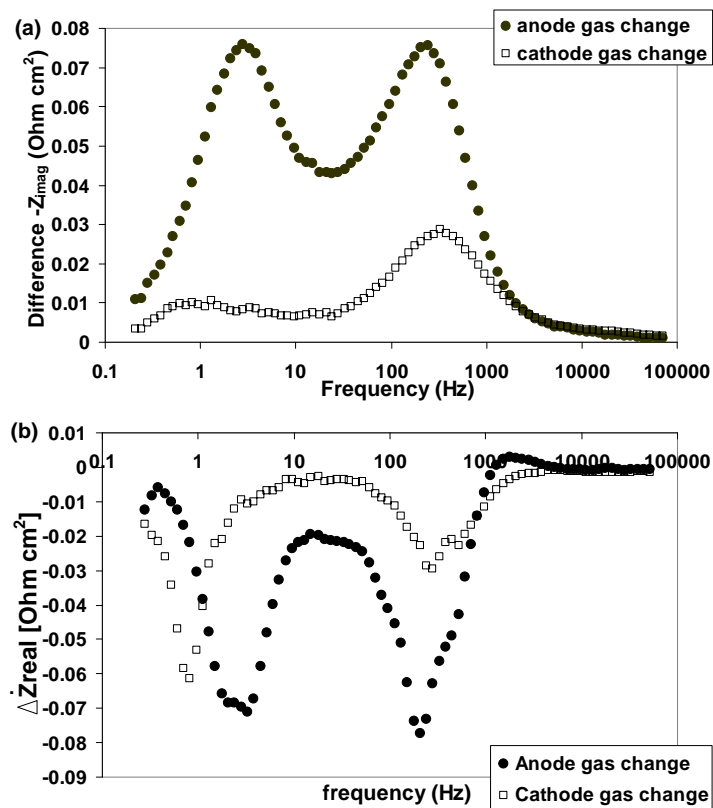 (a)
anode gas change
cathode gas change
Difference -Zimag (Ohm cm²)
0.08
0.07
0.06
0.05
0.04
0.03
0.02
0.01
0
0.1 1 10 100 1000 10000 100000
Frequency (Hz)
(b)
△Żreal [Ohm cm²]
0.01
0
-0.01
-0.02
-0.03
-0.04
-0.05
-0.06
-0.07
-0.08
-0.09
0.1 1 10 100 1000 10000 100000
frequency (Hz)
Anode gas change
Cathode gas change